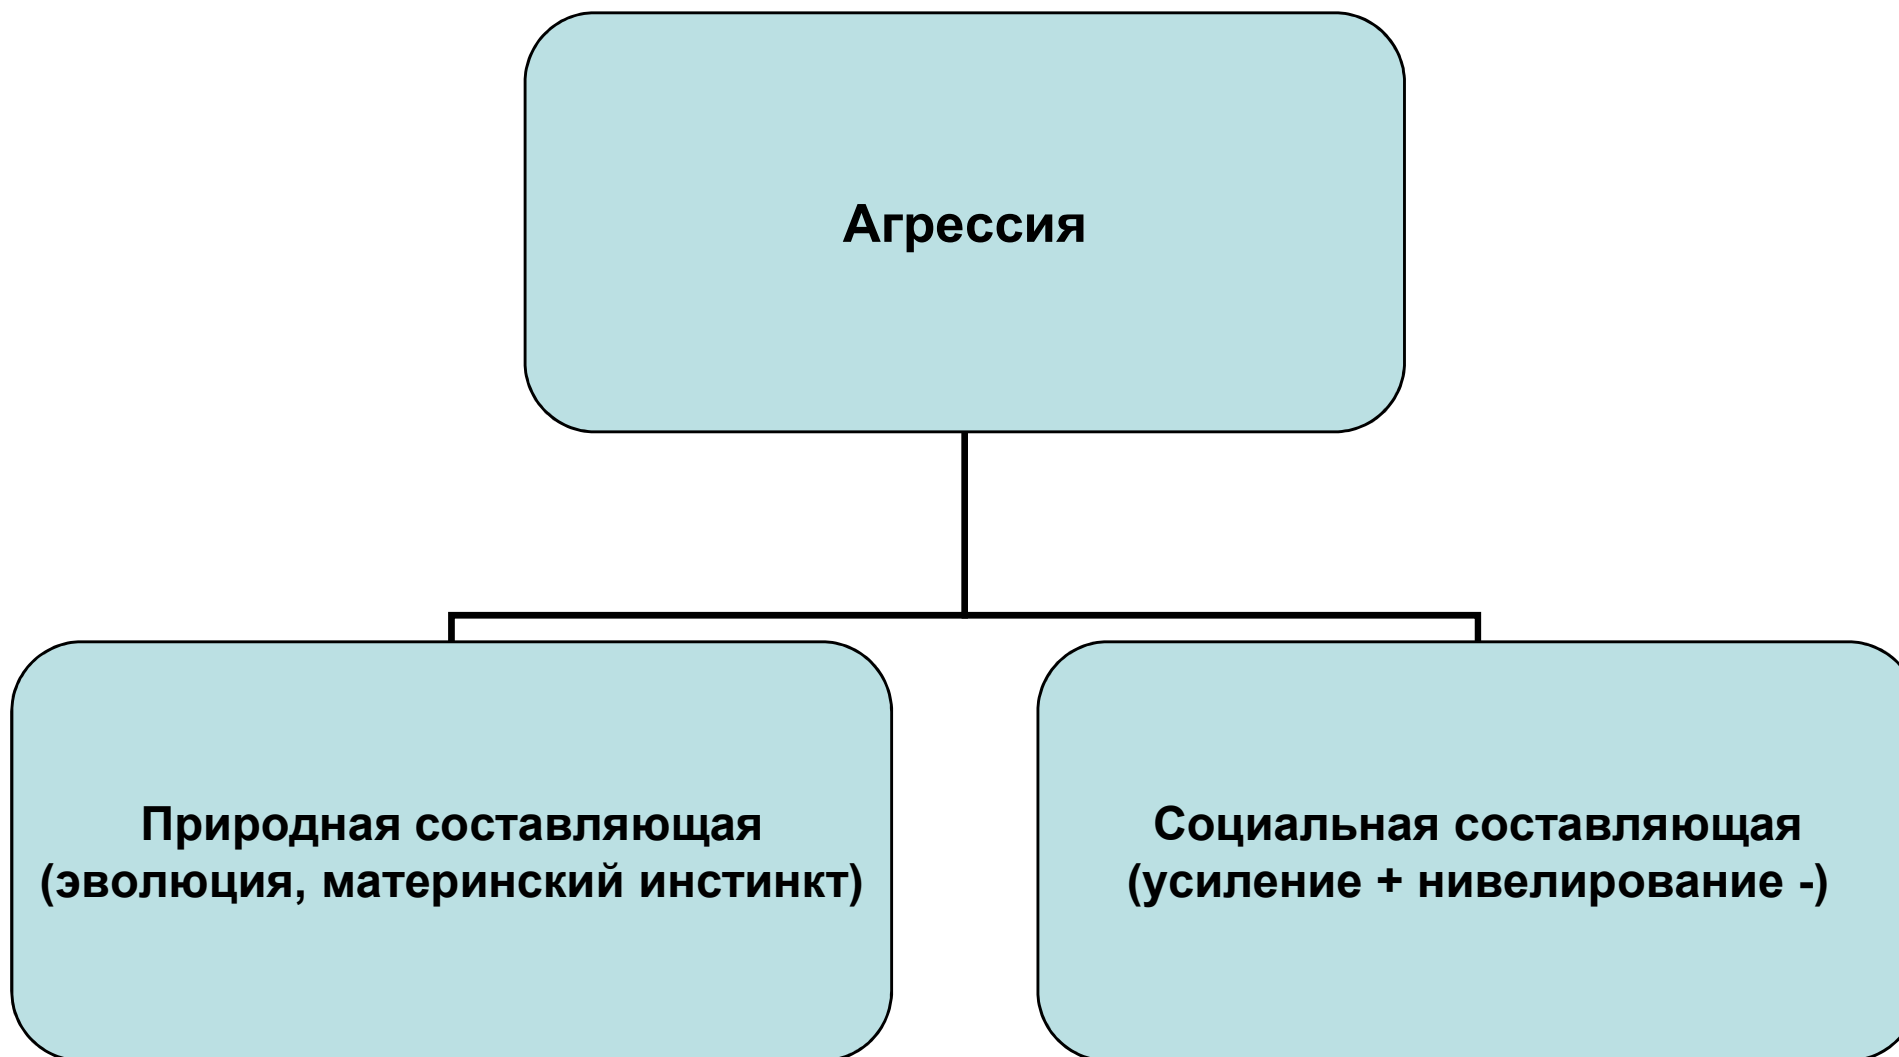 Агрессия
Природная составляющая
(эволюция, материнский инстинкт)
Социальная составляющая
(усиление + нивелирование -)